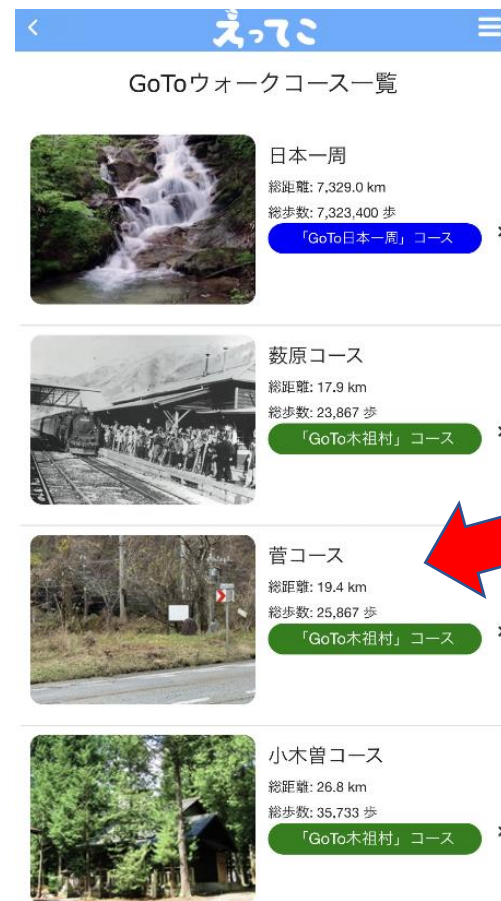 えってこ
GoToウォークコース一覧
日本一周
総距離: 7,329.0 km
総歩数: 7,323,400 歩
「GoTo日本一周」コース
薮原コース
総距離: 17.9 km
総歩数: 23,867 歩
「GoTo木祖村」コース
菅コース
総距離: 19.4 km
総歩数: 25,867 歩
「GoTo木祖村」コース
小木曽コース
総距離: 26.8 km
総歩数: 35,733 歩
「GoTo木祖村」コース